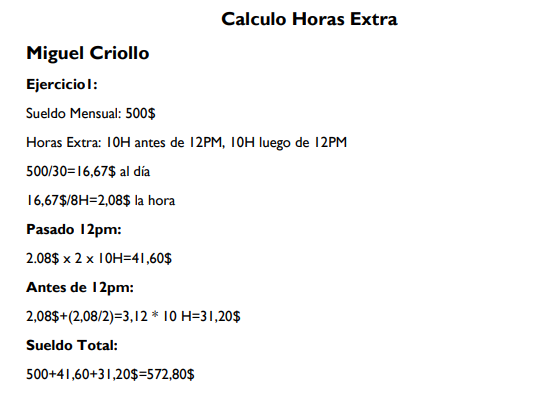 Calculo Horas Extra
Miguel Criollo
Ejercicio1:
Sueldo Mensual: 500$
Horas Extra: 10H antes de 12PM, 10H luego de 12PM
500/30=16,67$ al día
16,67$/8H=2,08$ la hora
Pasado 12pm:
2.08$ x 2 x 10H=41,60$
Antes de 12pm:
2,08$+(2,08/2)=3,12 * 10 H=31,20$
Sueldo Total:
500+41,60+31,20$=572,80$